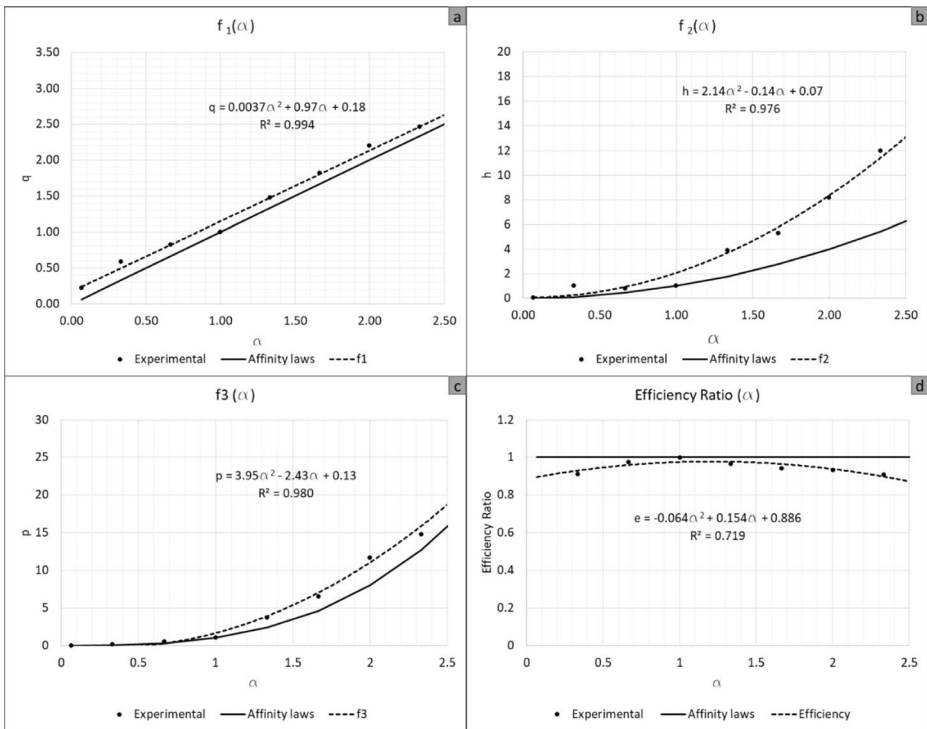 a
f 1(α)
3.50
3.00
2.50
2.00
1.50
1.00
0.50
0.00
q
q = 0.0037α² + 0.97α + 0.18
R² = 0.994
0.00 0.50 1.00 1.50 2.00 2.50
α
Experimental Affinity laws f1
b
f 2(α)
20
18
16
14
12
10
8
6
4
2
0
h
h = 2.14α² - 0.14α + 0.07
R² = 0.976
0.00 0.50 1.00 1.50 2.00 2.50
α
Experimental Affinity laws f2
c
f3 (α)
30
25
20
15
10
5
0
p
p = 3.95α² - 2.43α + 0.13
R² = 0.980
0 0.5 1 1.5 2 2.5
α
Experimental Affinity laws f3
d
Efficiency Ratio (α)
1.2
1
0.8
0.6
0.4
0.2
0
Efficiency Ratio
e = -0.064α² + 0.154α + 0.886
R² = 0.719
0 0.5 1 1.5 2 2.5
α
Experimental Affinity laws Efficiency